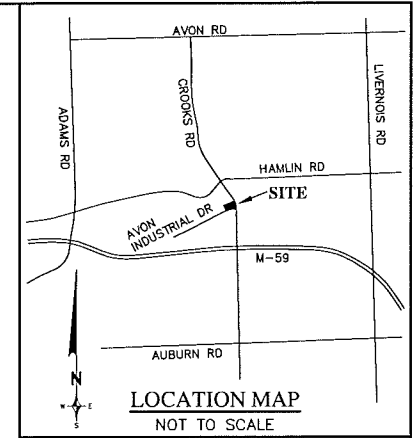 AVON RD
ADAMS RD
CROOKS RD
LIVERNOIS RD
HAMLIN RD
SITE
AVON
INDUSTRIAL DR
M-59
AUBURN RD
N
W E
S
LOCATION MAP
NOT TO SCALE